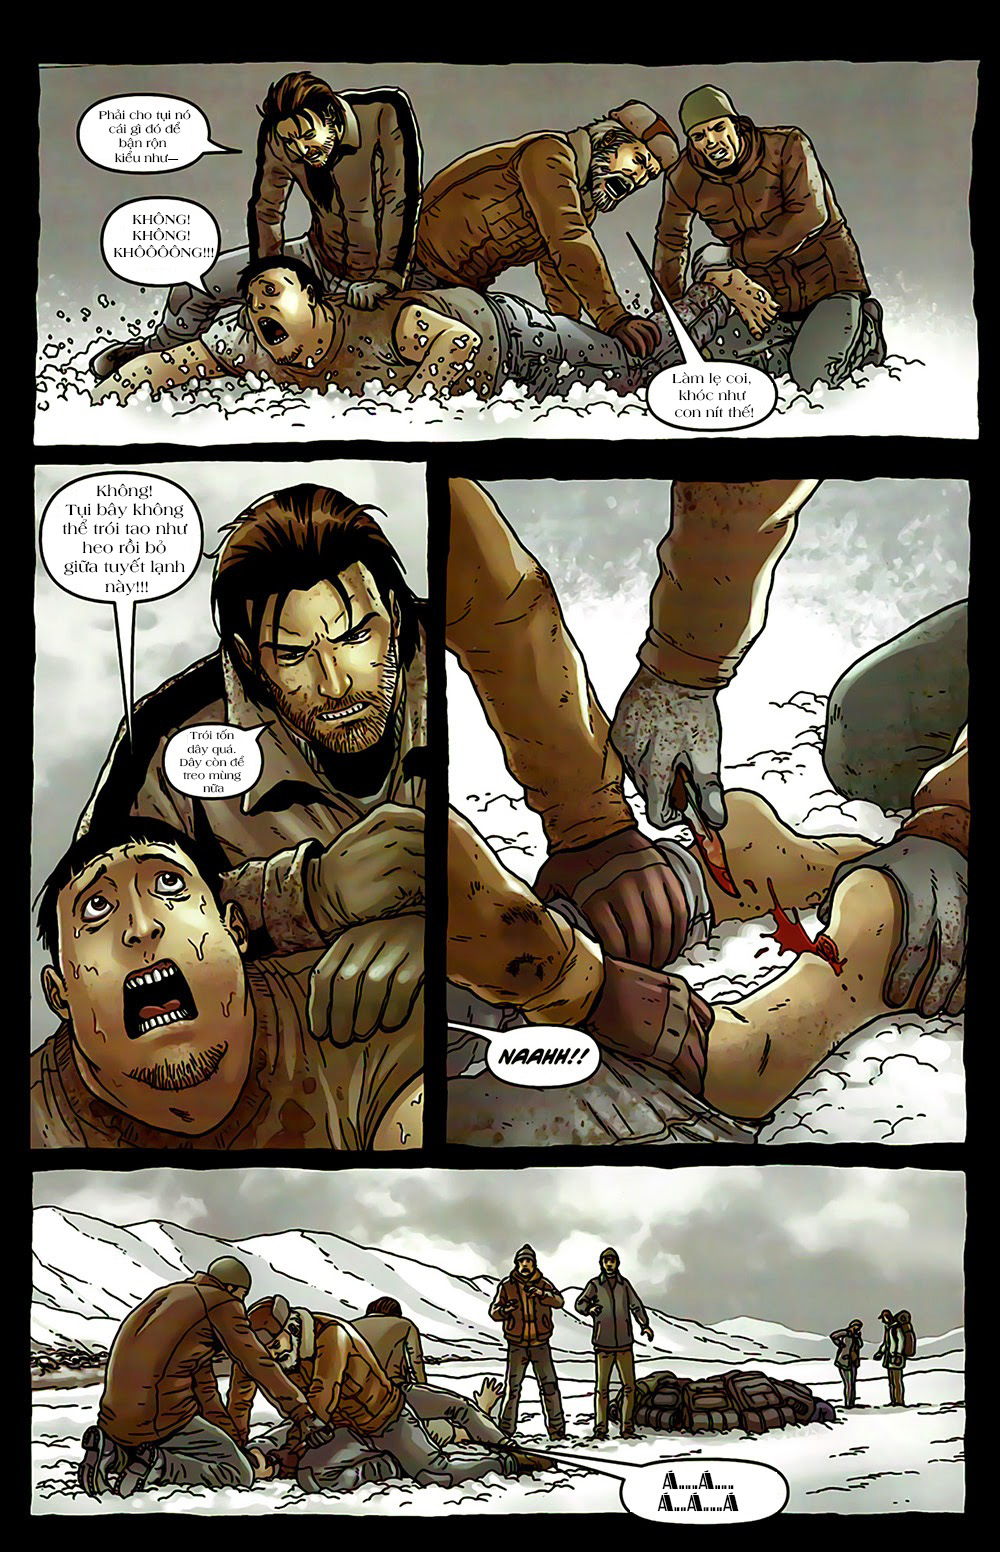 Phải cho tụi nó
cái gì đó để
bận rộn
kiểu như—
KHÔNG!
KHÔNG!
KHÔÔÔÔNG!!!
Làm lẹ coi,
khóc như
con nít thế!
Không!
Tụi bây không
thể trói tao như
heo rồi bỏ
giữa tuyết lạnh
này!!!
Trói tốn
dây quá.
Dây còn để
treo mùng
nữa
NAAHH!!
Á....Á....
Á...Á....Á